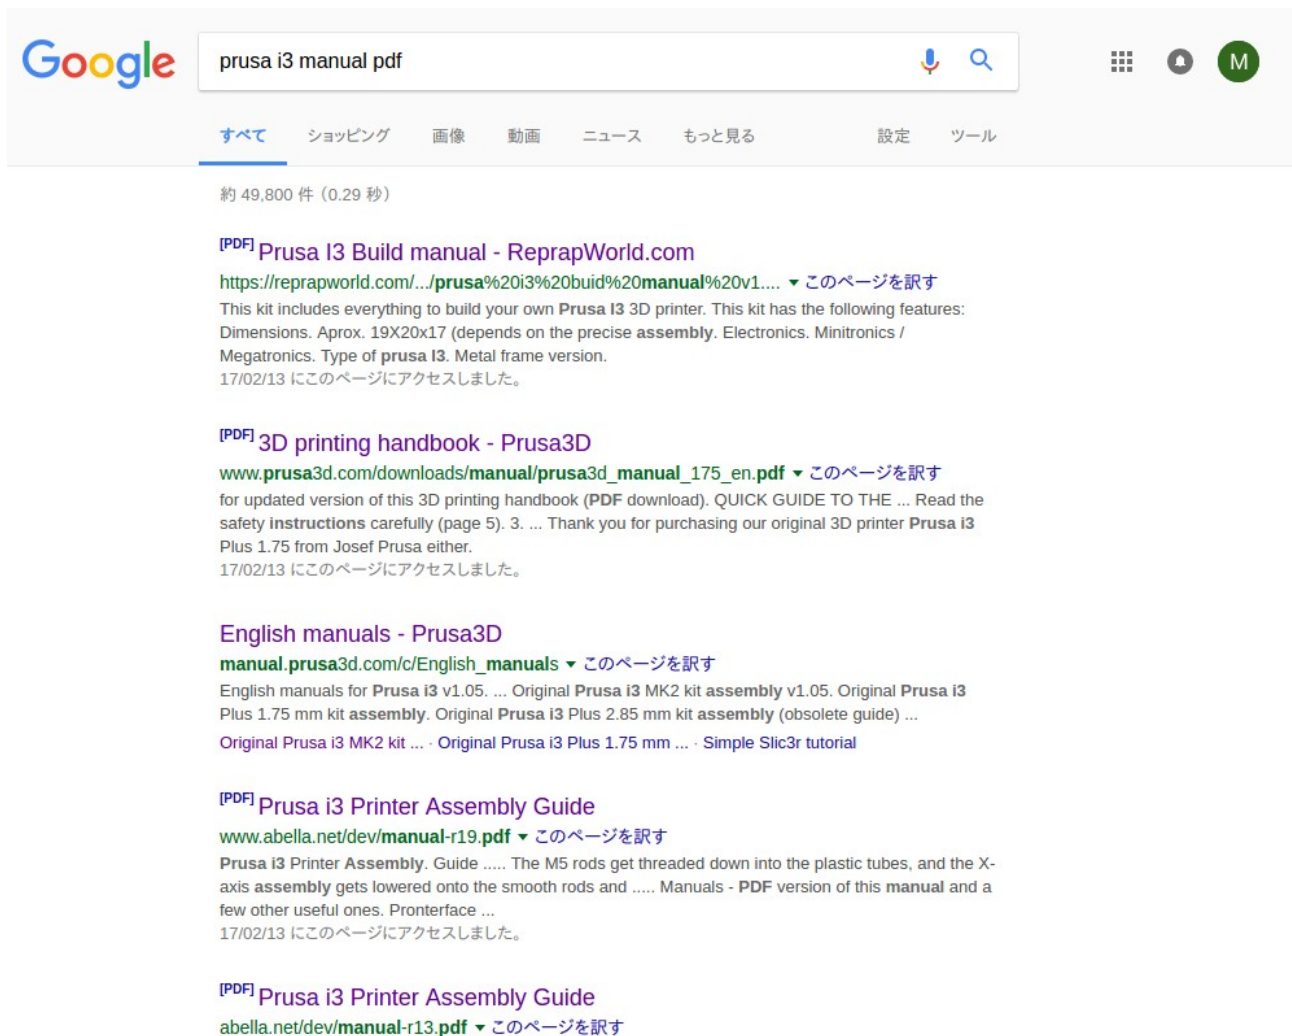 Google
prusa i3 manual pdf
M
すべて ショッピング 画像 動画 ニュース もっと見る 設定 ツール
約 49,800 件 (0.29 秒)
[PDF] Prusa I3 Build manual - ReprapWorld.com
https://reprapworld.com/.../prusa%20i3%20buid%20manual%20v1.... ▼ このページを訳す
This kit includes everything to build your own Prusa I3 3D printer. This kit has the following features:
Dimensions. Aprox. 19X20x17 (depends on the precise assembly. Electronics. Minitronics /
Megatronics. Type of prusa I3. Metal frame version.
17/02/13 にこのページにアクセスしました。
[PDF] 3D printing handbook - Prusa3D
www.prusa3d.com/downloads/manual/prusa3d_manual_175_en.pdf ▼ このページを訳す
for updated version of this 3D printing handbook (PDF download). QUICK GUIDE TO THE ... Read the
safety instructions carefully (page 5). 3. ... Thank you for purchasing our original 3D printer Prusa i3
Plus 1.75 from Josef Prusa either.
17/02/13 にこのページにアクセスしました。
English manuals - Prusa3D
manual.prusa3d.com/c/English_manuals ▼ このページを訳す
English manuals for Prusa i3 v1.05. ... Original Prusa i3 MK2 kit assembly v1.05. Original Prusa i3
Plus 1.75 mm kit assembly. Original Prusa i3 Plus 2.85 mm kit assembly (obsolete guide) ...
Original Prusa i3 MK2 kit ... · Original Prusa i3 Plus 1.75 mm ... · Simple Slic3r tutorial
[PDF] Prusa i3 Printer Assembly Guide
www.abella.net/dev/manual-r19.pdf ▼ このページを訳す
Prusa i3 Printer Assembly. Guide ..... The M5 rods get threaded down into the plastic tubes, and the X-
axis assembly gets lowered onto the smooth rods and ..... Manuals - PDF version of this manual and a
few other useful ones. Pronterface ...
17/02/13 にこのページにアクセスしました。
[PDF] Prusa i3 Printer Assembly Guide
abella.net/dev/manual-r13.pdf ▼ このページを訳す